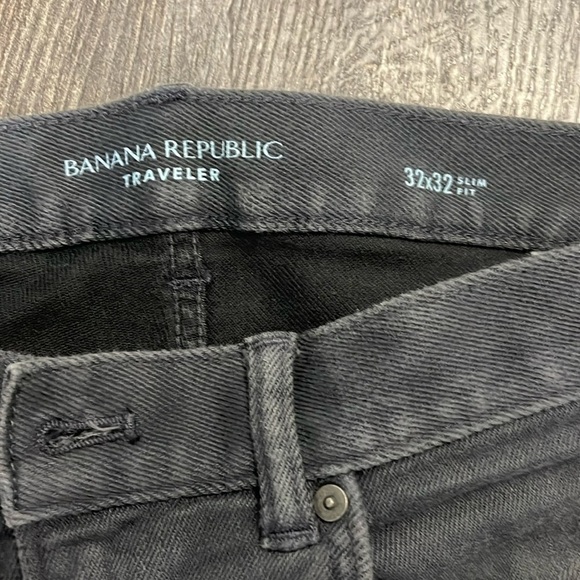 BANANA REPUBLIC
TRAVELER
32x32 SLIM
FIT